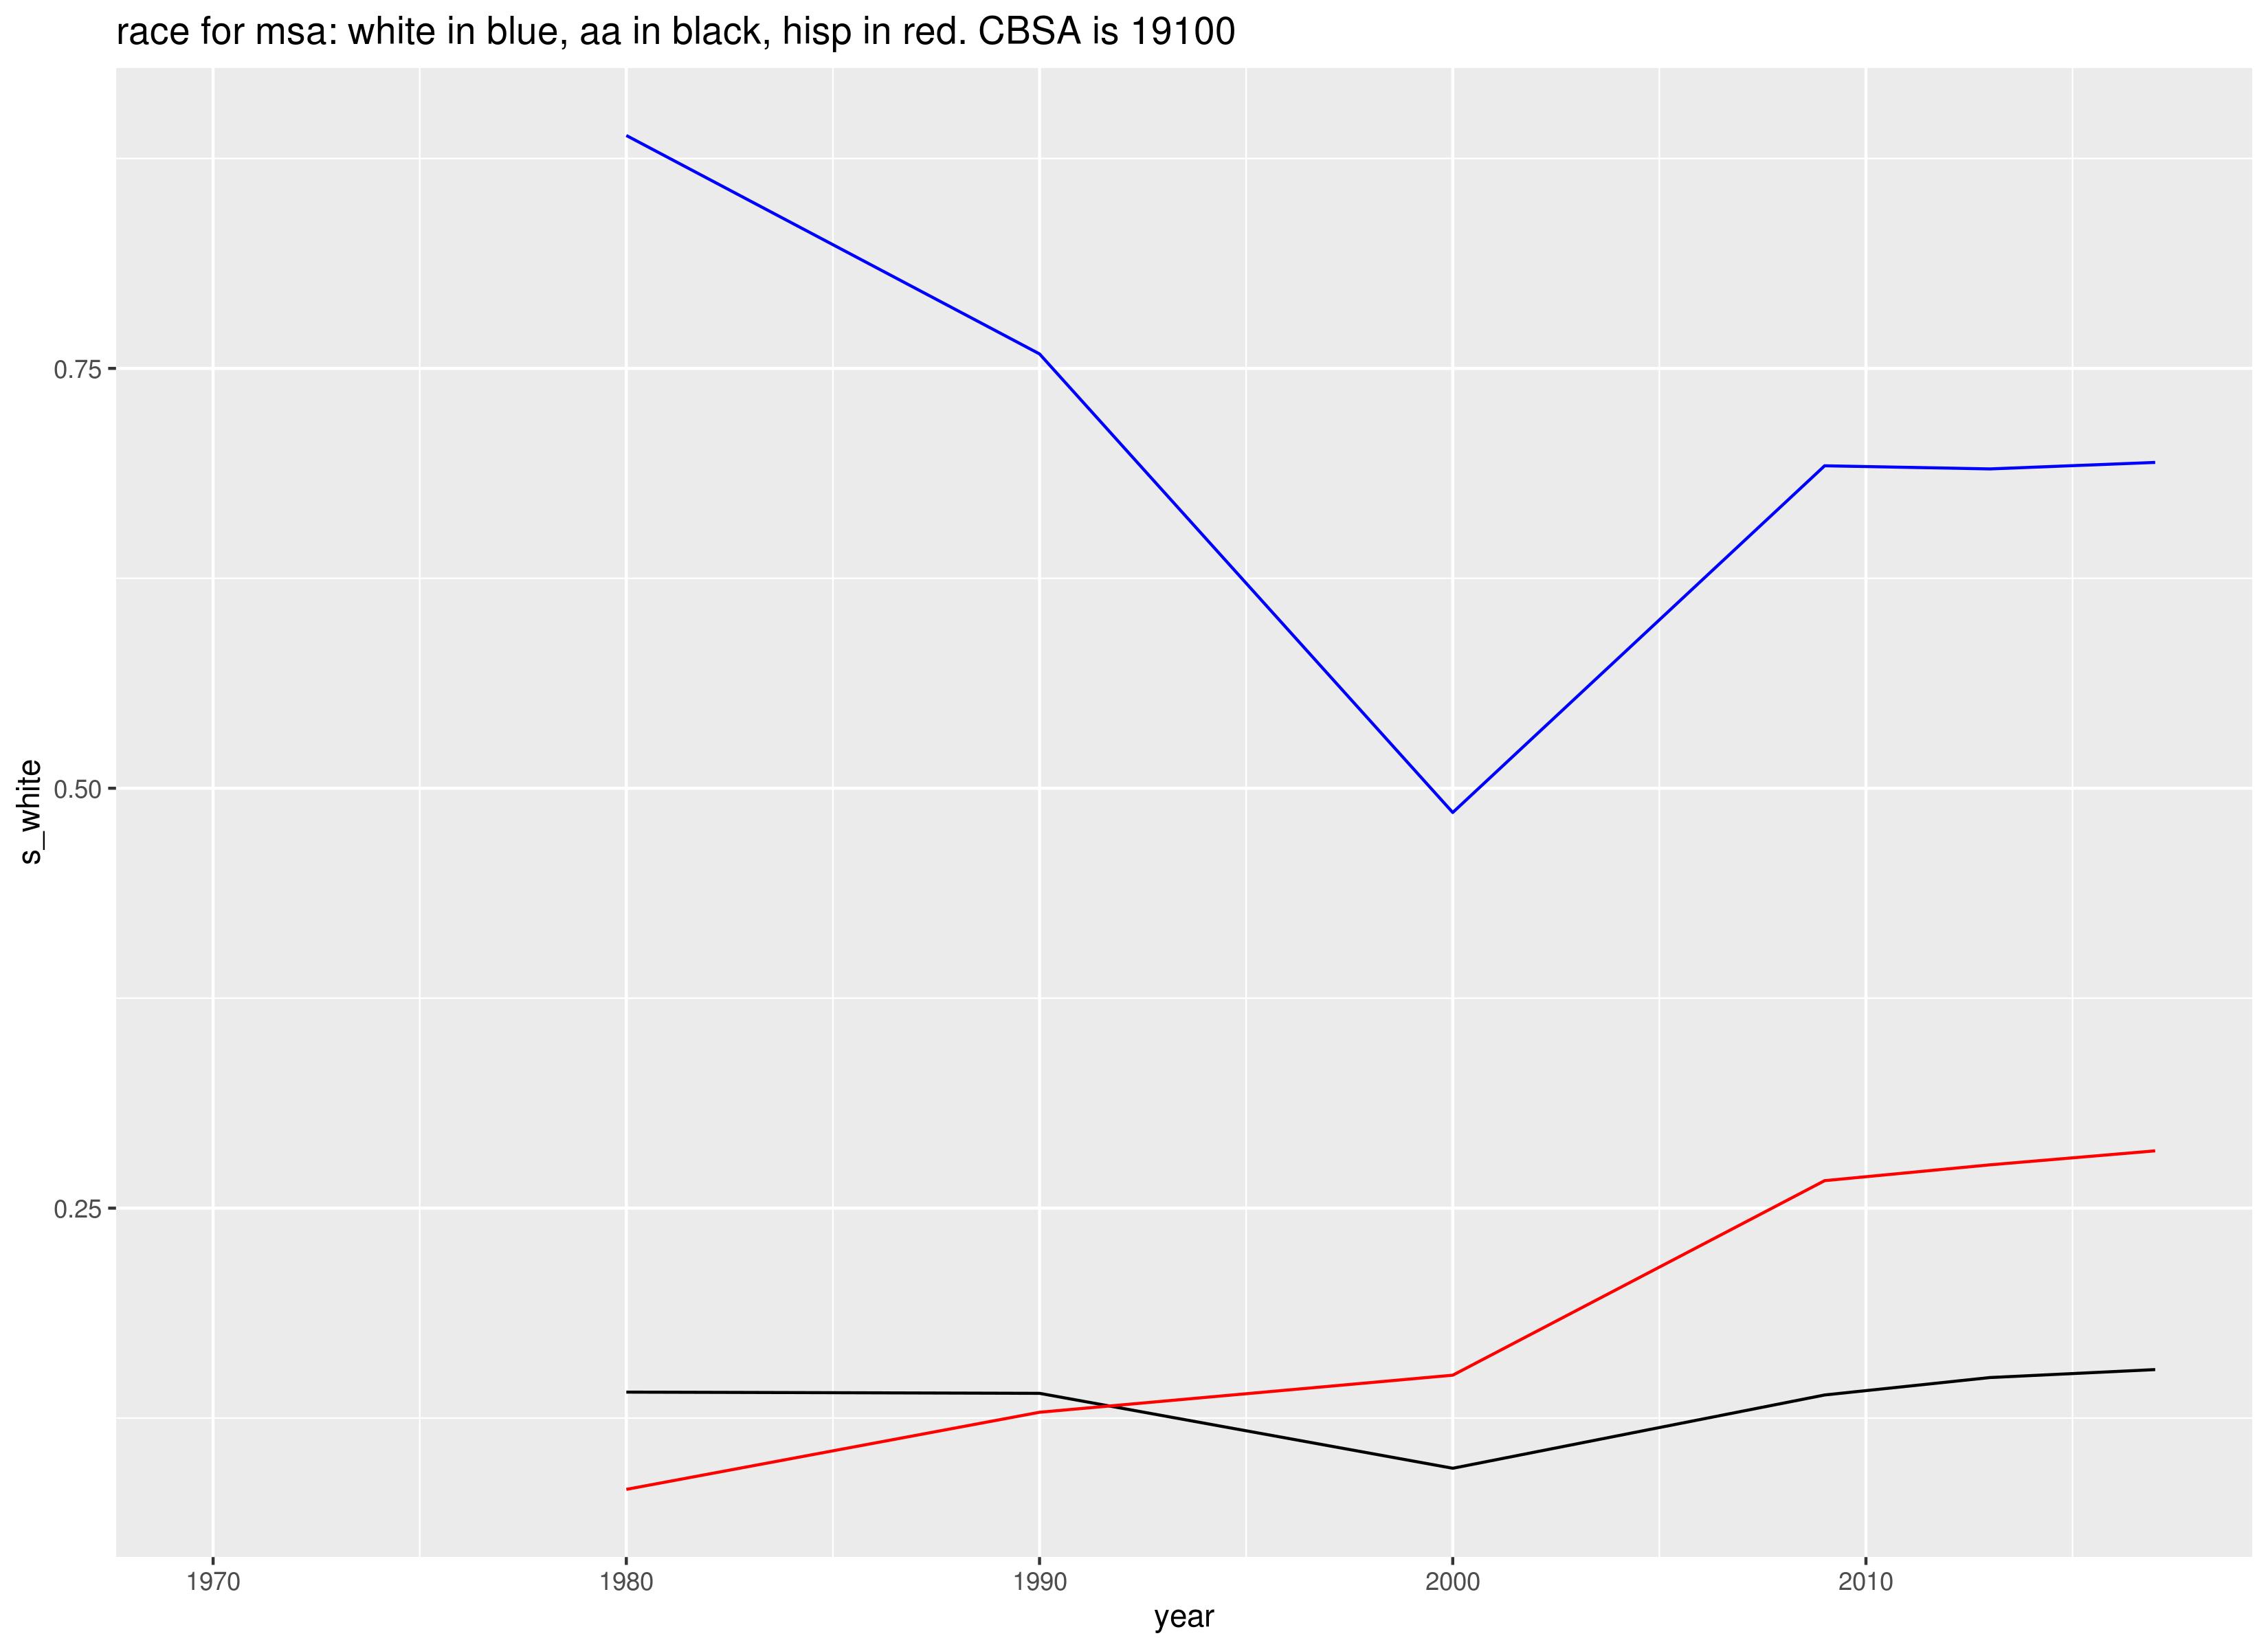 race for msa: white in blue, aa in black, hisp in red. CBSA is 19100
s_white
0.75
0.50
0.25
1970 1980 1990 2000 2010
year